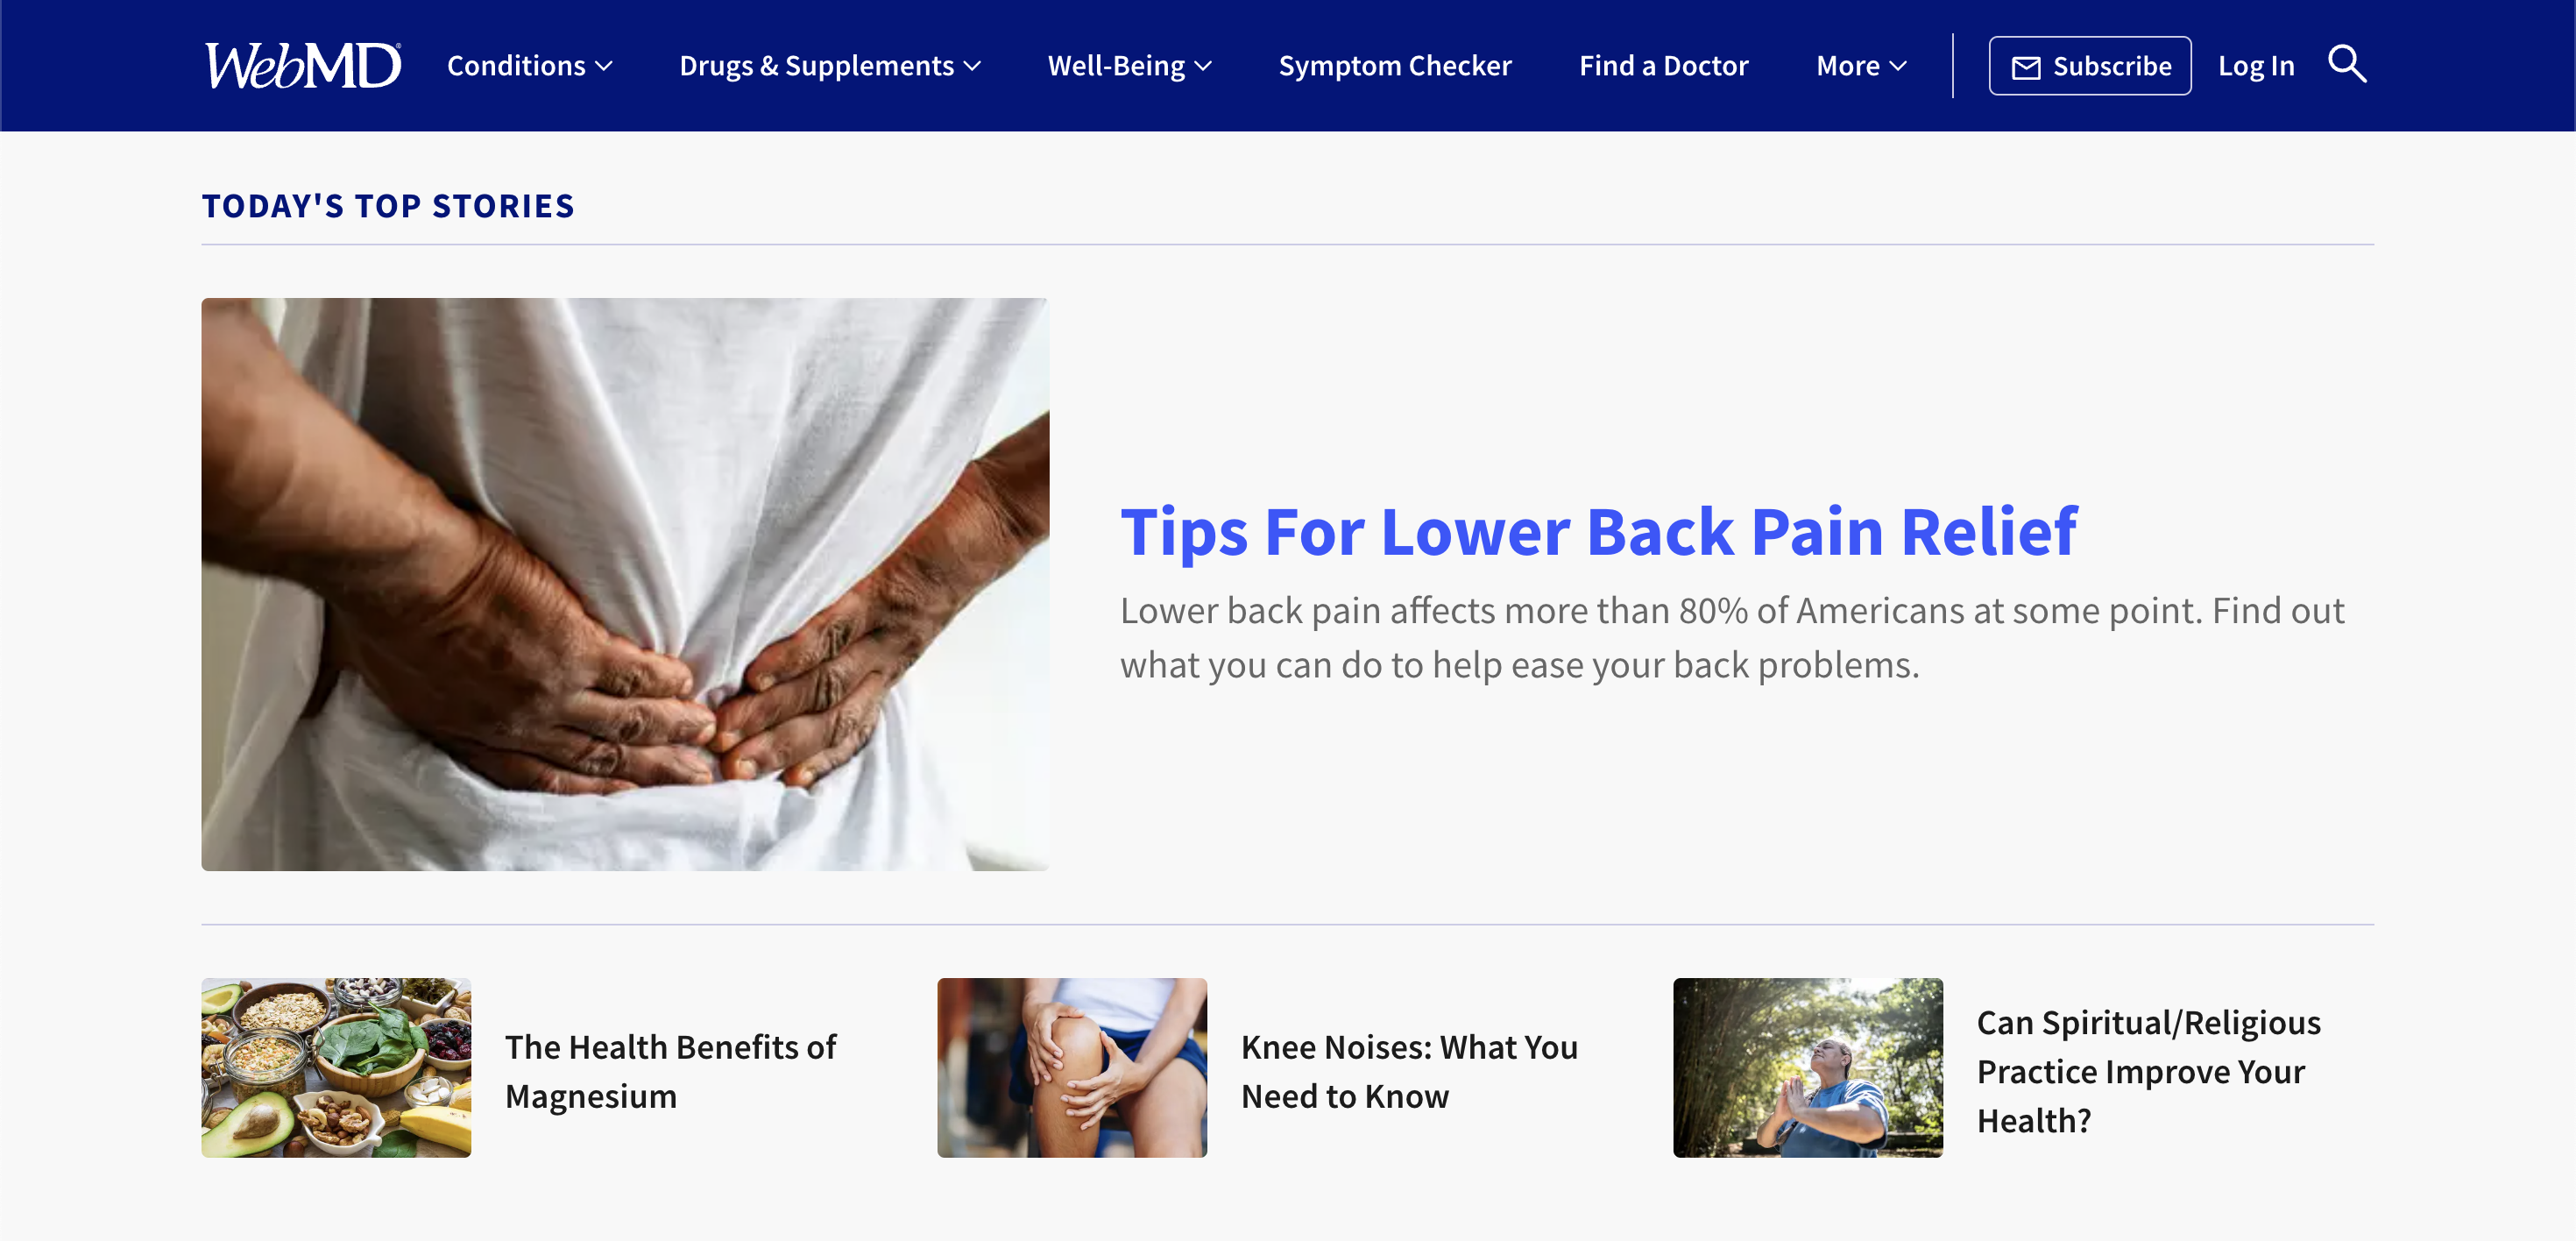 WebMD®
Conditions
Drugs & Supplements
Well-Being
Symptom Checker
Find a Doctor
More
Subscribe
Log In
TODAY'S TOP STORIES
Tips For Lower Back Pain Relief
Lower back pain affects more than 80% of Americans at some point. Find out
what you can do to help ease your back problems.
The Health Benefits of
Magnesium
Knee Noises: What You
Need to Know
Can Spiritual/Religious
Practice Improve Your
Health?